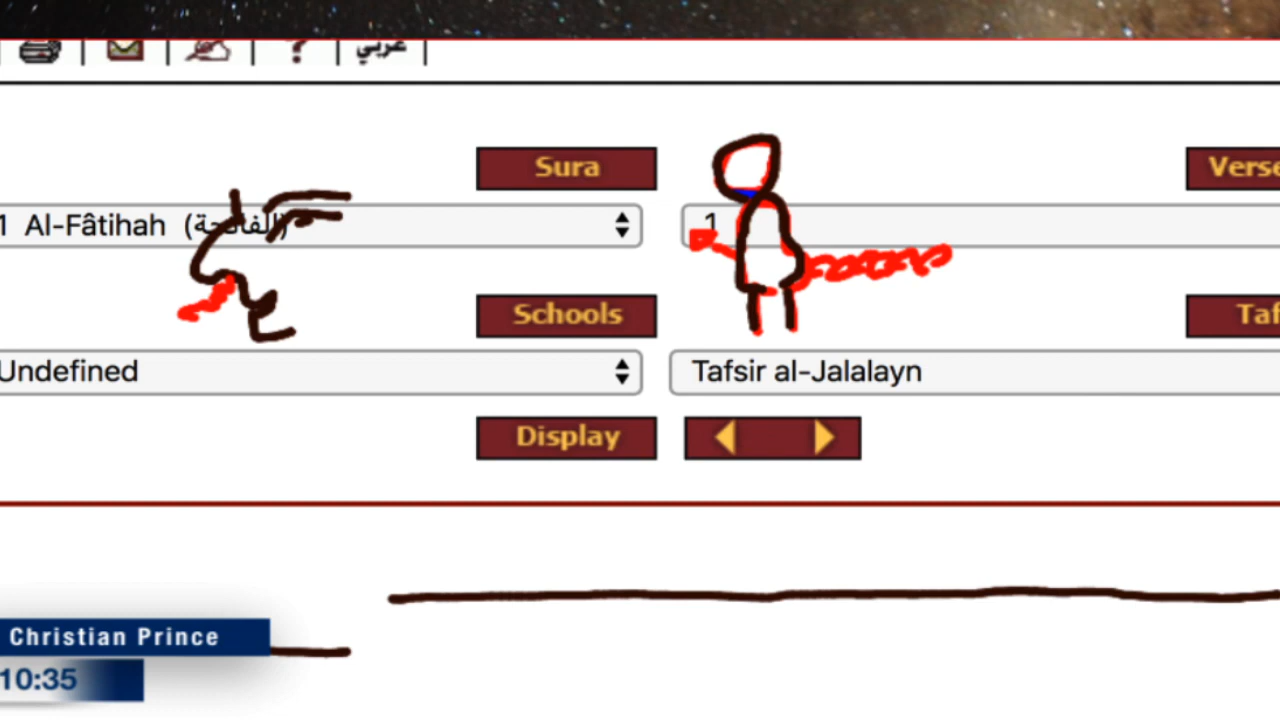 ? عربي
Sura Verse
1 Al-Fâtihah (الفاتحة) 1
Schools Taf
Undefined Tafsir al-Jalalayn
Display
Christian Prince
10:35